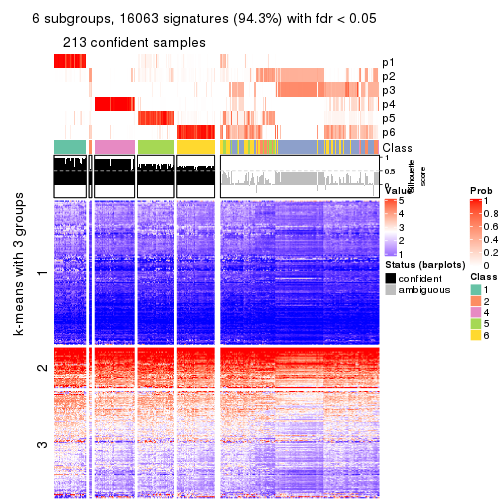 6 subgroups, 16063 signatures (94.3%) with fdr < 0.05
213 confident samples
p1
p2
p3
p4
p5
p6
Class
1
0.5
0
Silhouette
score
k-means with 3 groups
1
2
3
Value
5
4
3
2
1
Status (barplots)
confident
ambiguous
Prob
1
0.8
0.6
0.4
0.2
0
Class
1
2
4
5
6